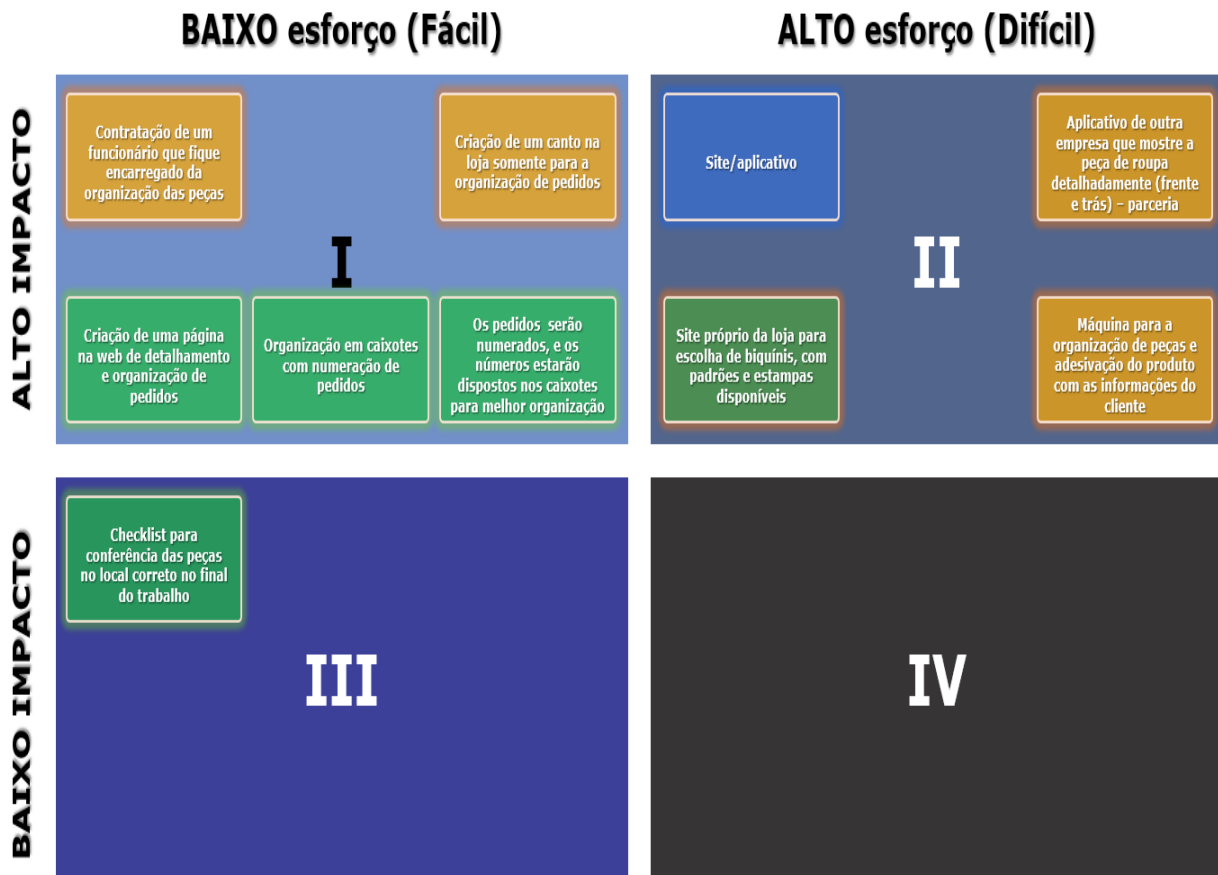 BAIXO esforço (Fácil)
ALTO esforço (Difícil)
ALTO IMPACTO
Contratação de um
funcionário que fique
encarregado da
organização das peças
Criação de um canto na
loja somente para a
organização de pedidos
I
Criação de uma página
na web de detalhamento
e organização de
pedidos
Organização em caixotes
com numeração de
pedidos
Os pedidos serão
numerados, e os
números estarão
dispostos nos caixotes
para melhor organização
Site/aplicativo
Aplicativo de outra
empresa que mostre a
peça de roupa
detalhadamente (frente
e trás) – parceria
II
Site próprio da loja para
escolha de biquínis, com
padrões e estampas
disponíveis
Máquina para a
organização de peças e
adesivação do produto
com as informações do
cliente
BAIXO IMPACTO
Checklist para
conferência das peças
no local correto no final
do trabalho
III
IV